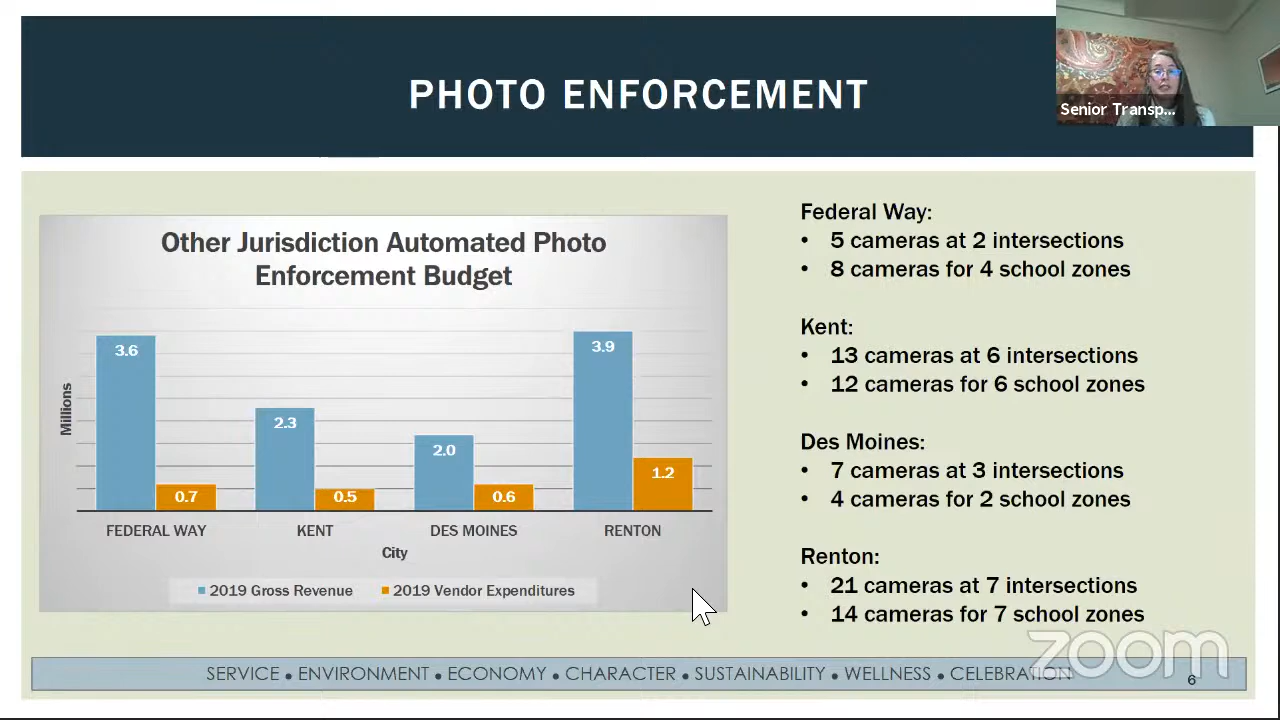 PHOTO ENFORCEMENT
Senior Transp...
Other Jurisdiction Automated Photo
Enforcement Budget
Millions
3.6
0.7
2.3
0.5
2.0
0.6
3.9
1.2
FEDERAL WAY
KENT
DES MOINES
RENTON
City
2019 Gross Revenue
2019 Vendor Expenditures
Federal Way:
• 5 cameras at 2 intersections
• 8 cameras for 4 school zones
Kent:
• 13 cameras at 6 intersections
• 12 cameras for 6 school zones
Des Moines:
• 7 cameras at 3 intersections
• 4 cameras for 2 school zones
Renton:
• 21 cameras at 7 intersections
• 14 cameras for 7 school zones
zoom
SERVICE • ENVIRONMENT • ECONOMY • CHARACTER • SUSTAINABILITY • WELLNESS • CELEBRATION
6